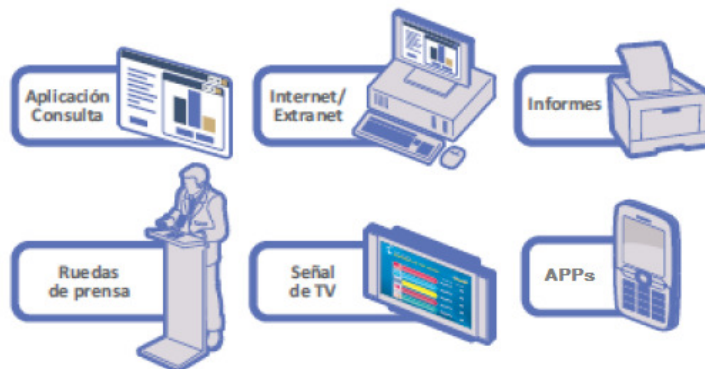 Aplicación
Consulta
Internet/
Extranet
Informes
Ruedas
de prensa
Señal
de TV
APPs